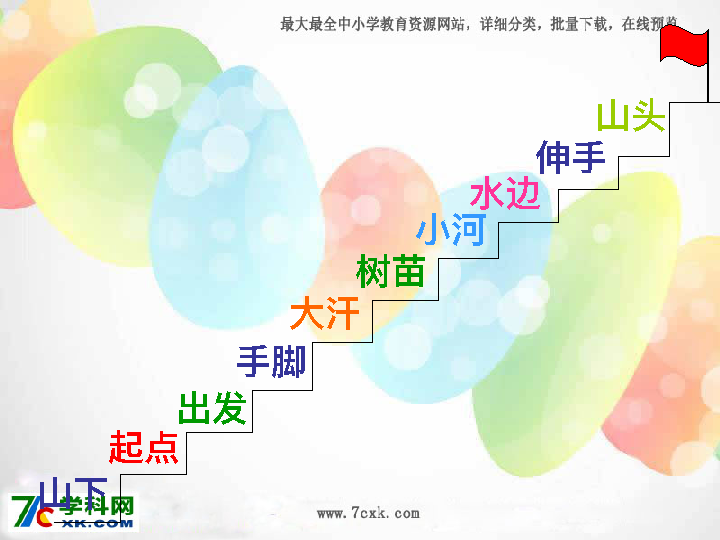 最大最全中小学教育资源网站，详细分类，批量下载，在线预览
山头
伸手
水边
小河
树苗
大汗
手脚
出发
起点
山下
学科网
XK.COM
www.7cxk.com